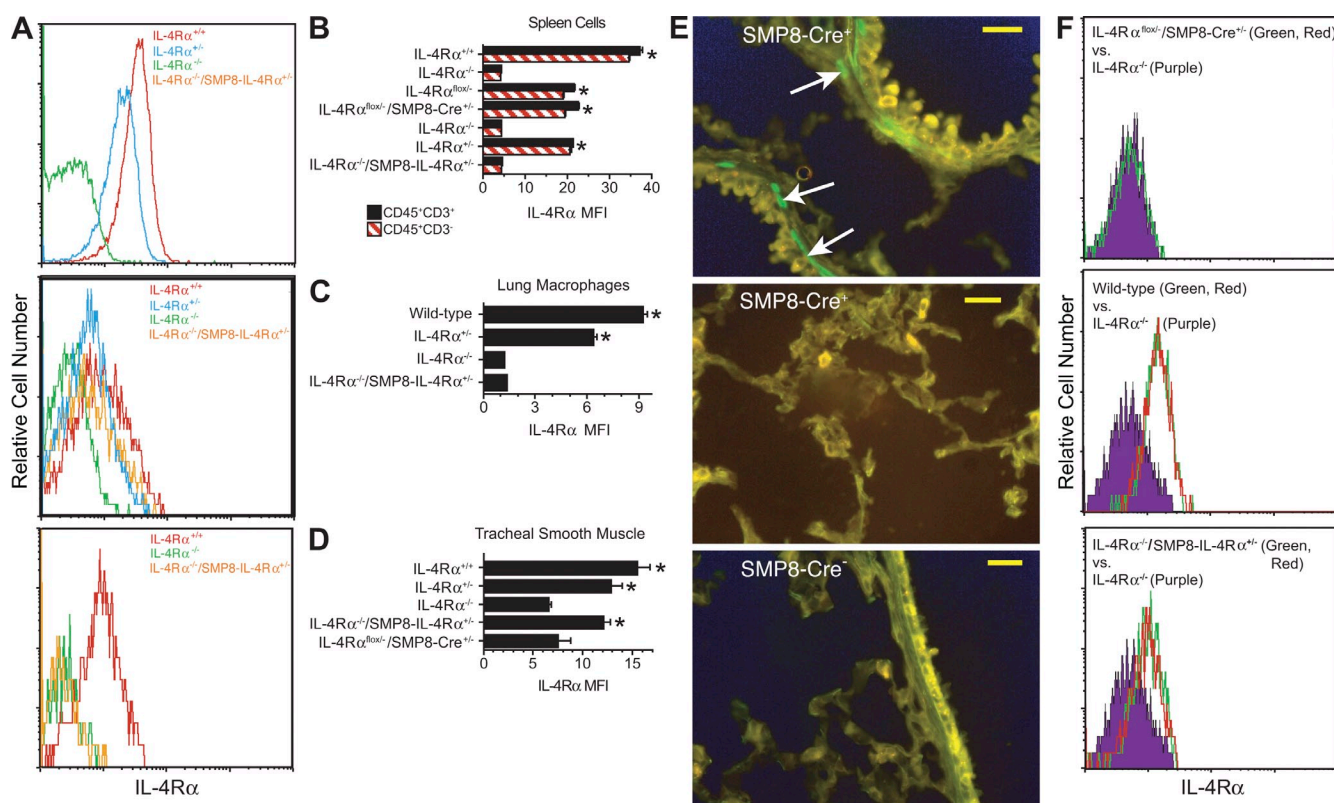 A
IL-4Rα+/+
IL-4Rα+/-
IL-4Rα-/-
IL-4Rα-/-/SMP8-IL-4Rα+/-
IL-4Rα+/+
IL-4Rα+/-
IL-4Rα-/-
IL-4Rα-/-/SMP8-IL-4Rα+/-
IL-4Rα+/+
IL-4Rα-/-
IL-4Rα-/-/SMP8-IL-4Rα+/-
Relative Cell Number
IL-4Rα
B
Spleen Cells
IL-4Rα+/+
IL-4Rα-/-
IL-4Rαflox/-
IL-4Rαflox/-/SMP8-Cre+/-
IL-4Rα-/-
IL-4Rα+/-
IL-4Rα-/-/SMP8-IL-4Rα+/-
* * * *
0 10 20 30 40
IL-4Rα MFI
CD45+CD3+
CD45+CD3-
C
Lung Macrophages
Wild-type
IL-4Rα+/-
IL-4Rα-/-
IL-4Rα-/-/SMP8-IL-4Rα+/-
* *
0 3 6 9
IL-4Rα MFI
D
Tracheal Smooth Muscle
IL-4Rα+/+
IL-4Rα+/-
IL-4Rα-/-
IL-4Rα-/-/SMP8-IL-4Rα+/-
IL-4Rαflox/-/SMP8-Cre+/-
* * *
0 5 10 15
IL-4Rα MFI
E
SMP8-Cre+
SMP8-Cre+
SMP8-Cre-
F
IL-4Rαflox/-/SMP8-Cre+/- (Green, Red)
vs.
IL-4Rα-/- (Purple)
Wild-type (Green, Red)
vs.
IL-4Rα-/- (Purple)
IL-4Rα-/-/SMP8-IL-4Rα+/- (Green,
Red)
vs.
IL-4Rα-/- (Purple)
Relative Cell Number
IL-4Rα